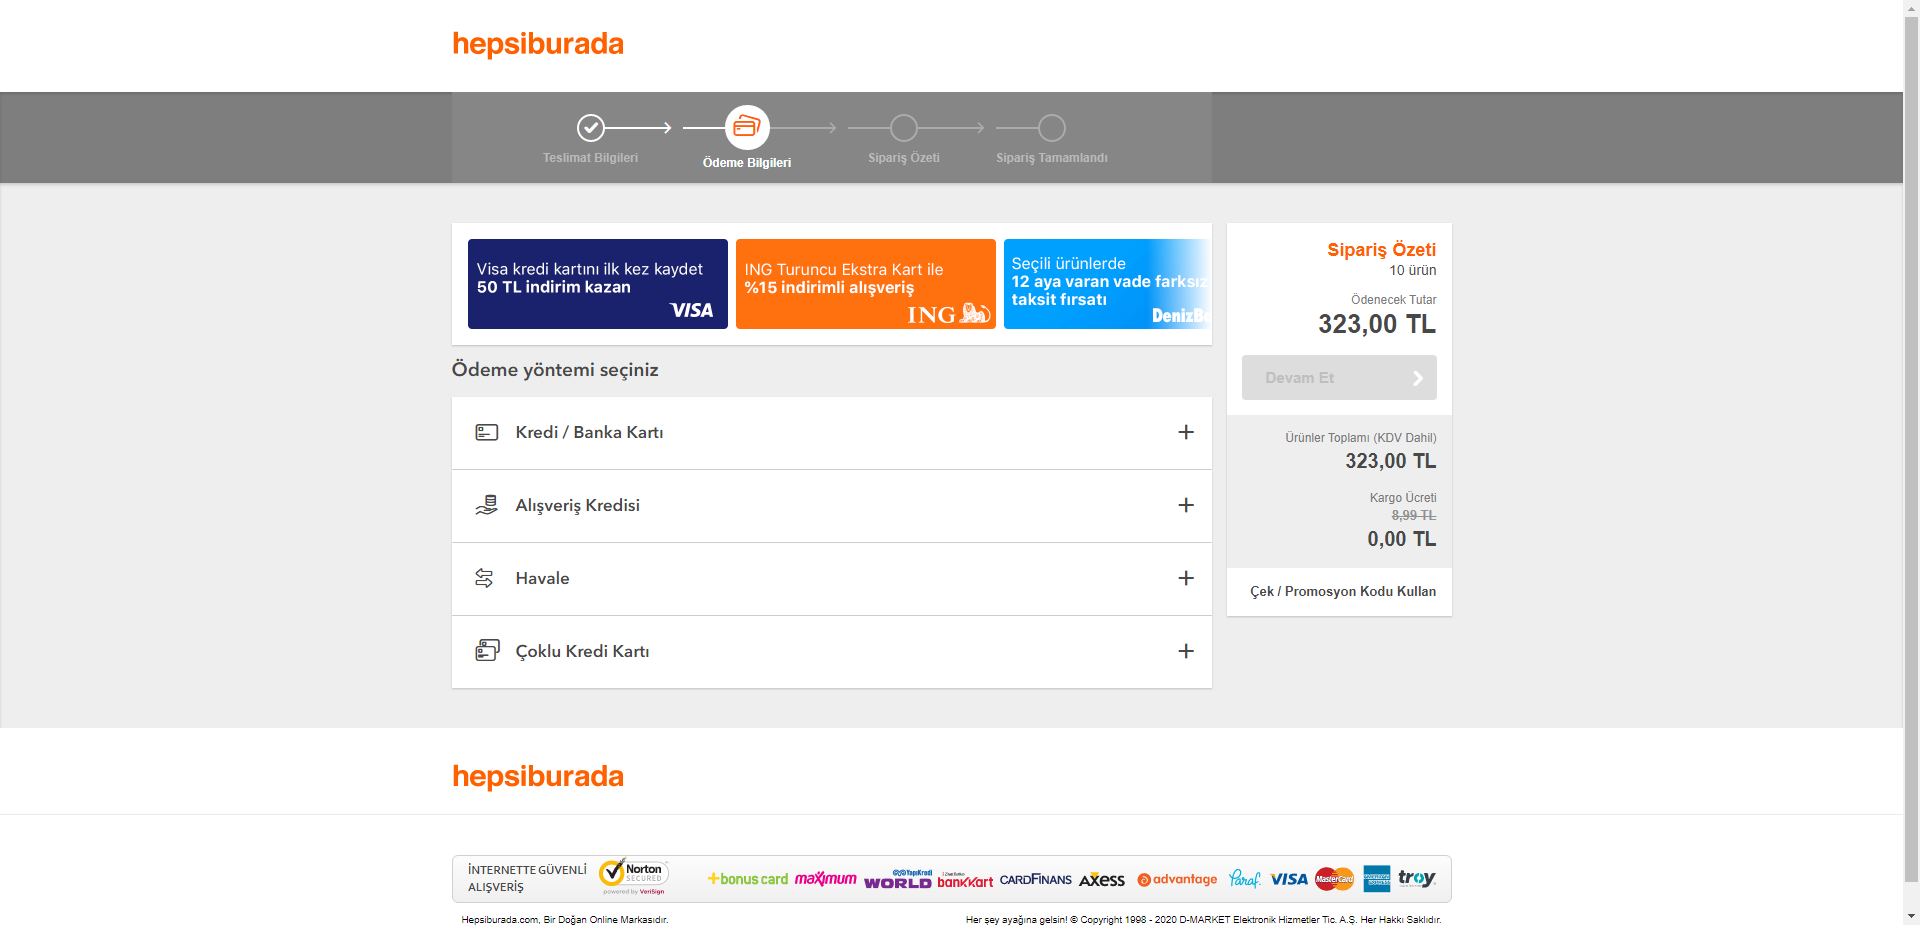 hepsiburada
Teslimat Bilgileri
Ödeme Bilgileri
Sipariş Özeti
Sipariş Tamamlandı
Visa kredi kartını ilk kez kaydet
50 TL indirim kazan
VISA
ING Turuncu Ekstra Kart ile
%15 indirimli alışveriş
ING
Seçili ürünlerde
12 aya varan vade farksız
taksit fırsatı
DenizBa
Sipariş Özeti
10 ürün
Ödenecek Tutar
323,00 TL
Devam Et
Ürünler Toplamı (KDV Dahil)
323,00 TL
Kargo Ücreti
8,99 TL
0,00 TL
Çek / Promosyon Kodu Kullan
Ödeme yöntemi seçiniz
Kredi / Banka Kartı
Alışveriş Kredisi
Havale
Çoklu Kredi Kartı
hepsiburada
İNTERNETTE GÜVENLİ
ALIŞVERİŞ
Norton
SECURED
powered by VeriSign
bonus card
maximum
YapıKredi
WORLD
bankkart
CARDFINANS
AXESS
advantage
Paraf
VISA
MasterCard
troy
Hepsiburada.com, Bir Doğan Online Markasıdır.
Her şey ayağına gelsin! © Copyright 1998 - 2020 D-MARKET Elektronik Hizmetler Tic. A.Ş. Her Hakkı Saklıdır.